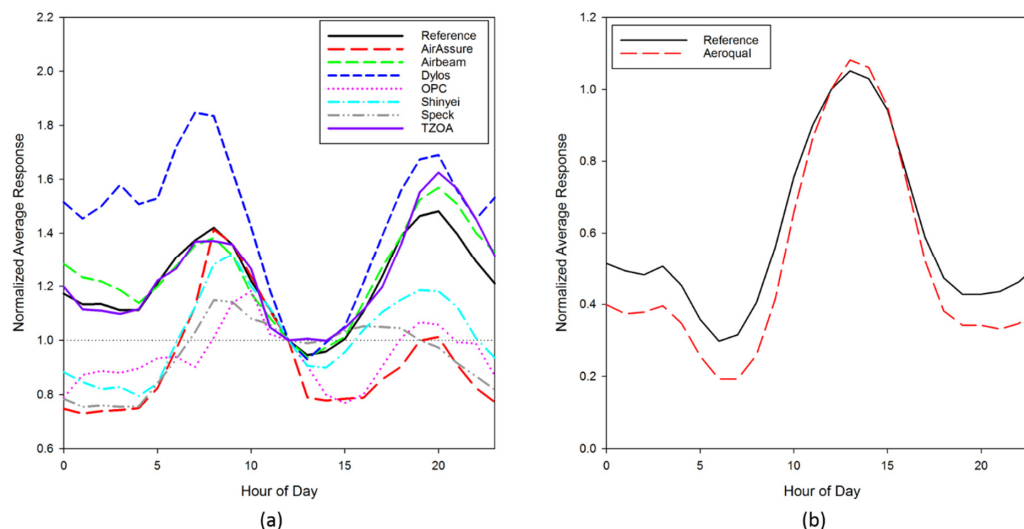 2.2
2.0
1.8
1.6
1.4
1.2
1.0
0.8
0.6
Normalized Average Response
Reference
AirAssure
Airbeam
Dylos
OPC
Shinyei
Speck
TZOA
0 5 10 15 20
Hour of Day
(a)
1.2
1.0
0.8
0.6
0.4
0.2
0.0
Normalized Average Response
Reference
Aeroqual
0 5 10 15 20
Hour of Day
(b)